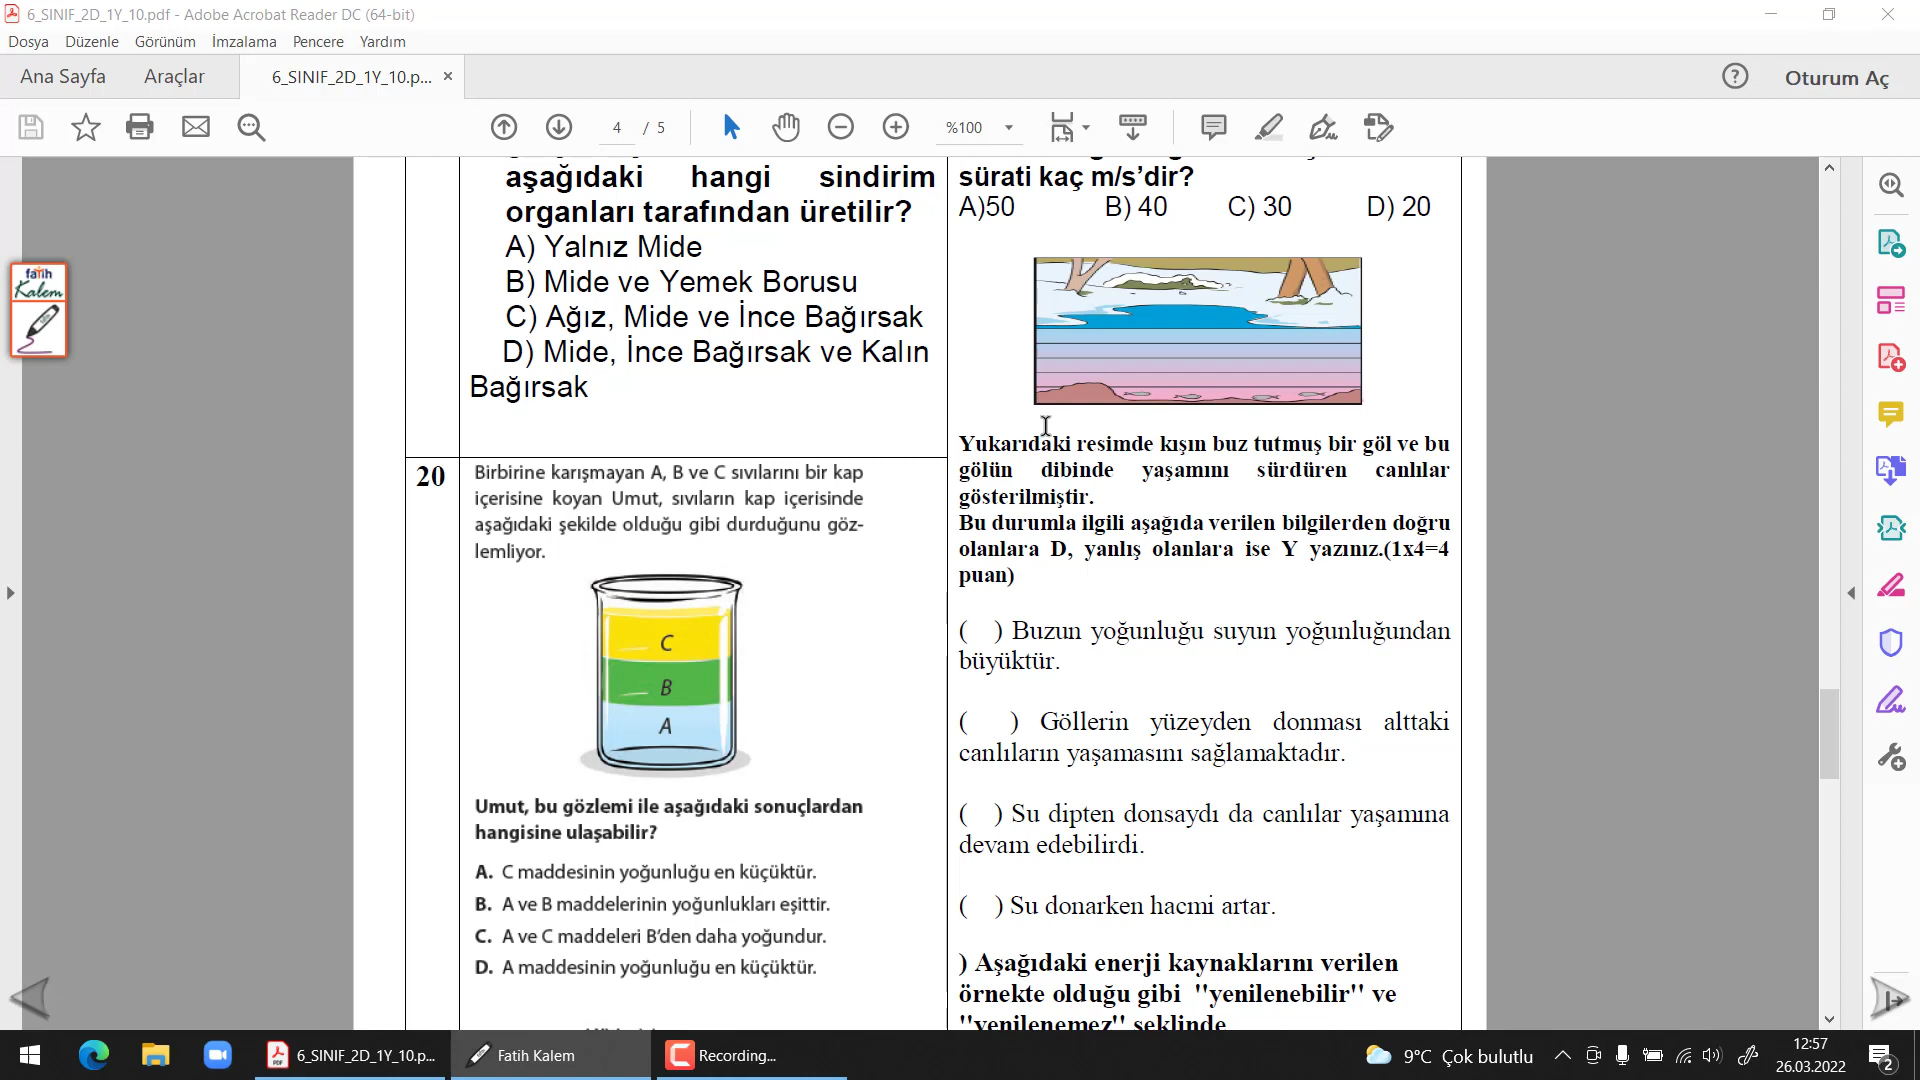 6_SINIF_2D_1Y_10.pdf - Adobe Acrobat Reader DC (64-bit)
Dosya Düzenle Görünüm İmzalama Pencere Yardım
Ana Sayfa Araçlar 6_SINIF_2D_1Y_10.p... × Oturum Aç
4 / 5 %100
aşağıdaki hangi sindirim
organları tarafından üretilir?
A) Yalnız Mide
B) Mide ve Yemek Borusu
C) Ağız, Mide ve İnce Bağırsak
D) Mide, İnce Bağırsak ve Kalın
Bağırsak
fatih
Kalem
20
Birbirine karışmayan A, B ve C sıvılarını bir kap
içerisine koyan Umut, sıvıların kap içerisinde
aşağıdaki şekilde olduğu gibi durduğunu göz-
lemliyor.
C
B
A
Umut, bu gözlemi ile aşağıdaki sonuçlardan
hangisine ulaşabilir?
A. C maddesinin yoğunluğu en küçüktür.
B. A ve B maddelerinin yoğunlukları eşittir.
C. A ve C maddeleri B'den daha yoğundur.
D. A maddesinin yoğunluğu en küçüktür.
sürati kaç m/s'dir?
A)50 B) 40 C) 30 D) 20
Yukarıdaki resimde kışın buz tutmuş bir göl ve bu
gölün dibinde yaşamını sürdüren canlılar
gösterilmiştir.
Bu durumla ilgili aşağıda verilen bilgilerden doğru
olanlara D, yanlış olanlara ise Y yazınız.(1x4=4
puan)
( ) Buzun yoğunluğu suyun yoğunluğundan
büyüktür.
( ) Göllerin yüzeyden donması alttaki
canlıların yaşamasını sağlamaktadır.
( ) Su dipten donsaydı da canlılar yaşamına
devam edebilirdi.
( ) Su donarken hacmi artar.
) Aşağıdaki enerji kaynaklarını verilen
örnekte olduğu gibi "yenilenebilir" ve
"yenilenemez" şeklinde
6_SINIF_2D_1Y_10.p... Fatih Kalem Recording...
9°C Çok bulutlu
12:57
26.03.2022
2